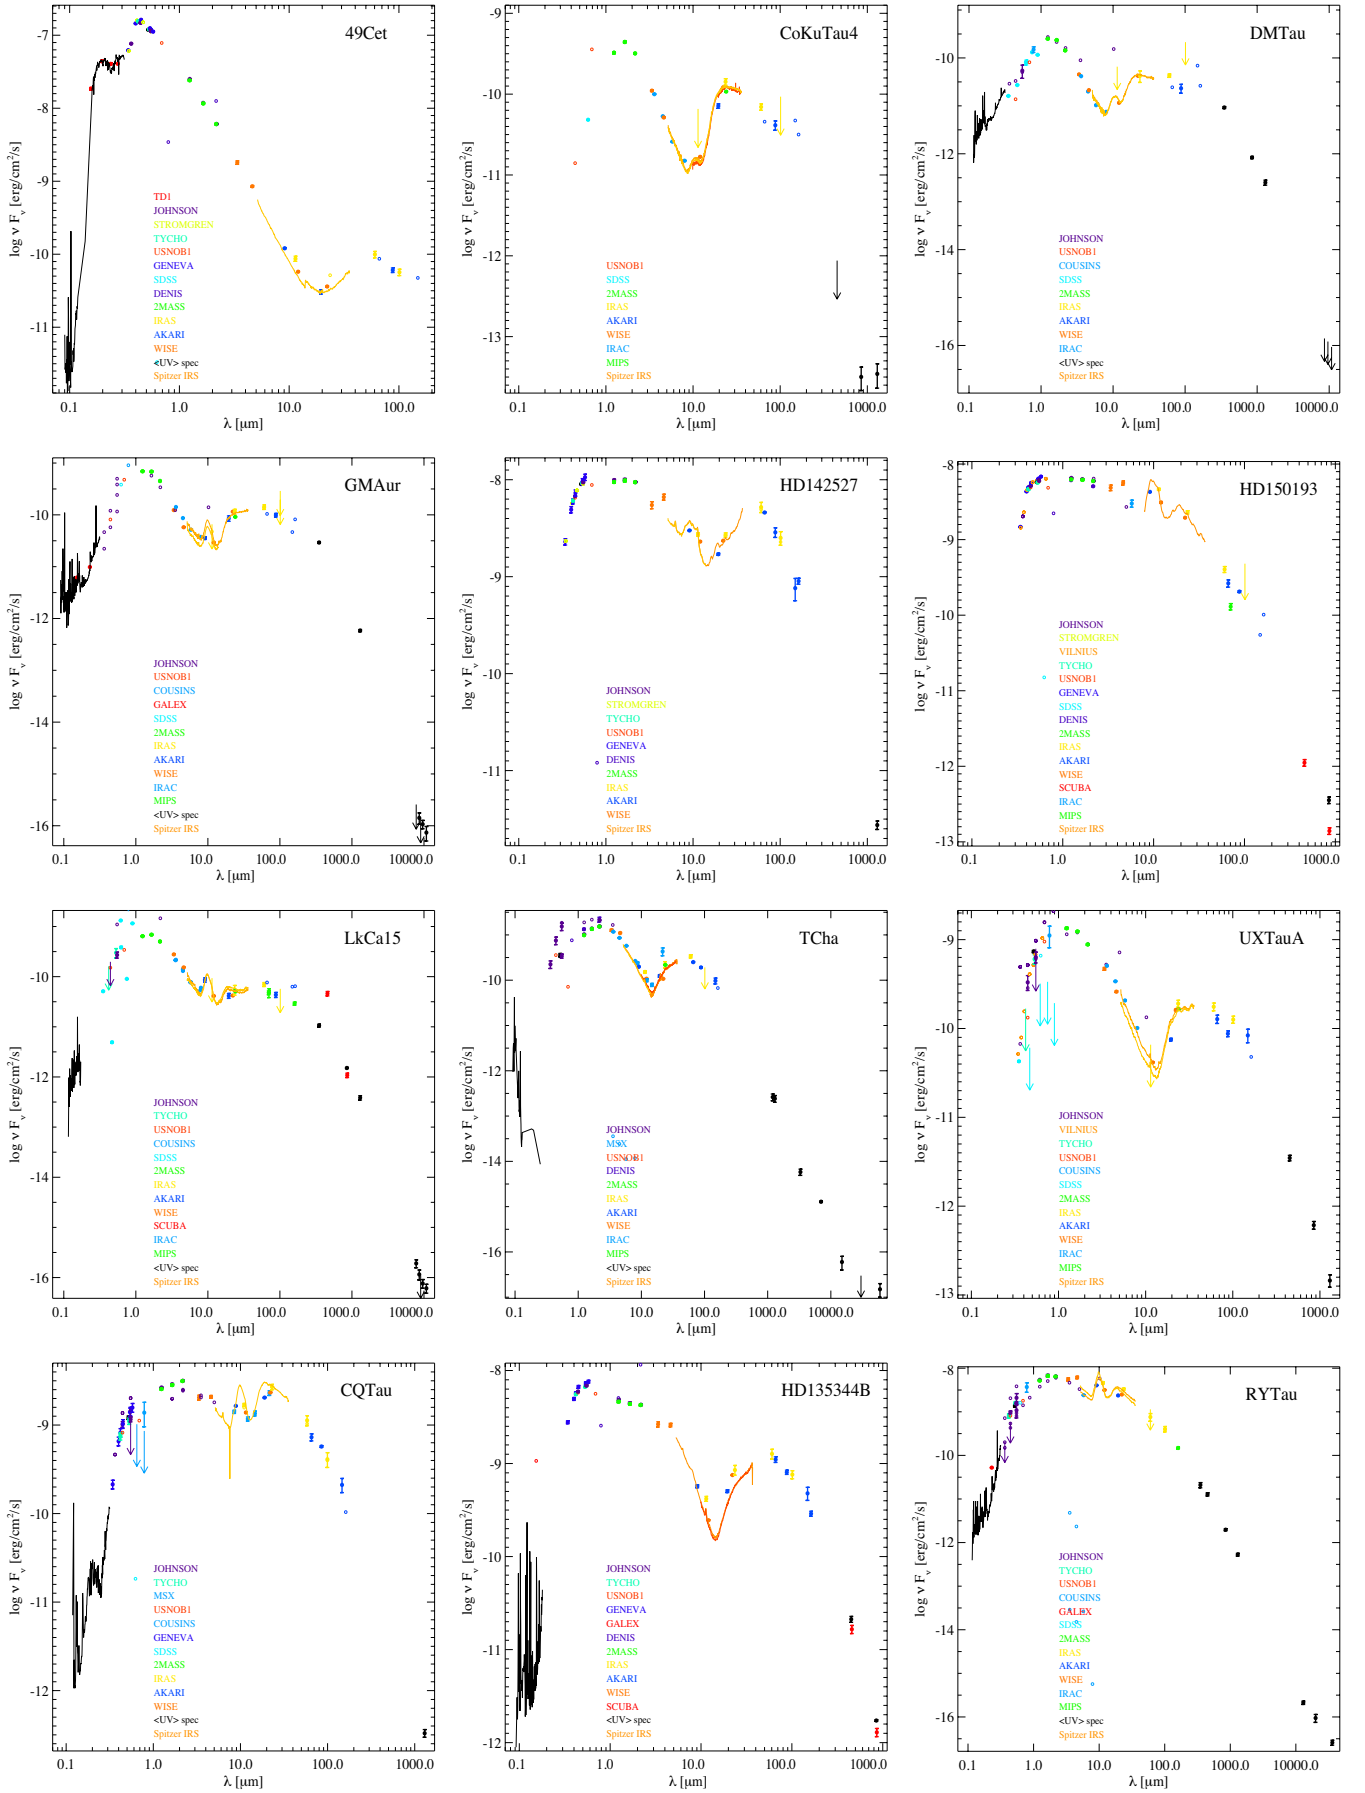 49Cet
log ν Fν [erg/cm²/s]
-7
-8
-9
-10
-11
TD1
JOHNSON
STROMGREN
TYCHO
USNOB1
GENEVA
SDSS
DENIS
2MASS
IRAS
AKARI
WISE
<UV> spec
Spitzer IRS
0.1 1.0 10.0 100.0
λ [μm]
CoKuTau4
log ν Fν [erg/cm²/s]
-9
-10
-11
-12
-13
USNOB1
SDSS
2MASS
IRAS
AKARI
WISE
IRAC
MIPS
Spitzer IRS
0.1 1.0 10.0 100.0 1000.0
λ [μm]
DMTau
log ν Fν [erg/cm²/s]
-10
-12
-14
-16
JOHNSON
USNOB1
COUSINS
SDSS
2MASS
IRAS
AKARI
WISE
IRAC
MIPS
<UV> spec
Spitzer IRS
0.1 1.0 10.0 100.0 1000.0 10000.0
λ [μm]
GMAur
log ν Fν [erg/cm²/s]
-10
-12
-14
-16
JOHNSON
USNOB1
COUSINS
GALEX
SDSS
2MASS
IRAS
AKARI
WISE
IRAC
MIPS
<UV> spec
Spitzer IRS
0.1 1.0 10.0 100.0 1000.0 10000.0
λ [μm]
HD142527
log ν Fν [erg/cm²/s]
-8
-9
-10
-11
JOHNSON
STROMGREN
TYCHO
USNOB1
GENEVA
DENIS
2MASS
IRAS
AKARI
WISE
Spitzer IRS
0.1 1.0 10.0 100.0 1000.0
λ [μm]
HD150193
log ν Fν [erg/cm²/s]
-8
-9
-10
-11
-12
-13
JOHNSON
STROMGREN
VILNIUS
TYCHO
USNOB1
GENEVA
SDSS
DENIS
2MASS
IRAS
AKARI
WISE
SCUBA
IRAC
MIPS
Spitzer IRS
0.1 1.0 10.0 100.0 1000.0
λ [μm]
LkCa15
log ν Fν [erg/cm²/s]
-10
-12
-14
-16
JOHNSON
TYCHO
USNOB1
COUSINS
SDSS
2MASS
IRAS
AKARI
WISE
SCUBA
IRAC
MIPS
<UV> spec
Spitzer IRS
0.1 1.0 10.0 100.0 1000.0 10000.0
λ [μm]
TCha
log ν Fν [erg/cm²/s]
-10
-12
-14
-16
JOHNSON
MSX
USNOB1
DENIS
2MASS
IRAS
AKARI
WISE
IRAC
MIPS
<UV> spec
Spitzer IRS
0.1 1.0 10.0 100.0 1000.0 10000.0
λ [μm]
UXTauA
log ν Fν [erg/cm²/s]
-9
-10
-11
-12
-13
JOHNSON
VILNIUS
TYCHO
USNOB1
COUSINS
SDSS
2MASS
IRAS
AKARI
WISE
IRAC
MIPS
Spitzer IRS
0.1 1.0 10.0 100.0 1000.0
λ [μm]
CQTau
log ν Fν [erg/cm²/s]
-9
-10
-11
-12
JOHNSON
TYCHO
MSX
USNOB1
COUSINS
GENEVA
SDSS
2MASS
IRAS
AKARI
WISE
<UV> spec
Spitzer IRS
0.1 1.0 10.0 100.0 1000.0
λ [μm]
HD135344B
log ν Fν [erg/cm²/s]
-8
-9
-10
-11
-12
JOHNSON
TYCHO
USNOB1
GENEVA
GALEX
DENIS
2MASS
IRAS
AKARI
WISE
SCUBA
<UV> spec
Spitzer IRS
0.1 1.0 10.0 100.0 1000.0
λ [μm]
RYTau
log ν Fν [erg/cm²/s]
-8
-10
-12
-14
-16
JOHNSON
TYCHO
USNOB1
COUSINS
GALEX
SDSS
2MASS
IRAS
AKARI
WISE
IRAC
MIPS
<UV> spec
Spitzer IRS
0.1 1.0 10.0 100.0 1000.0 10000.0
λ [μm]